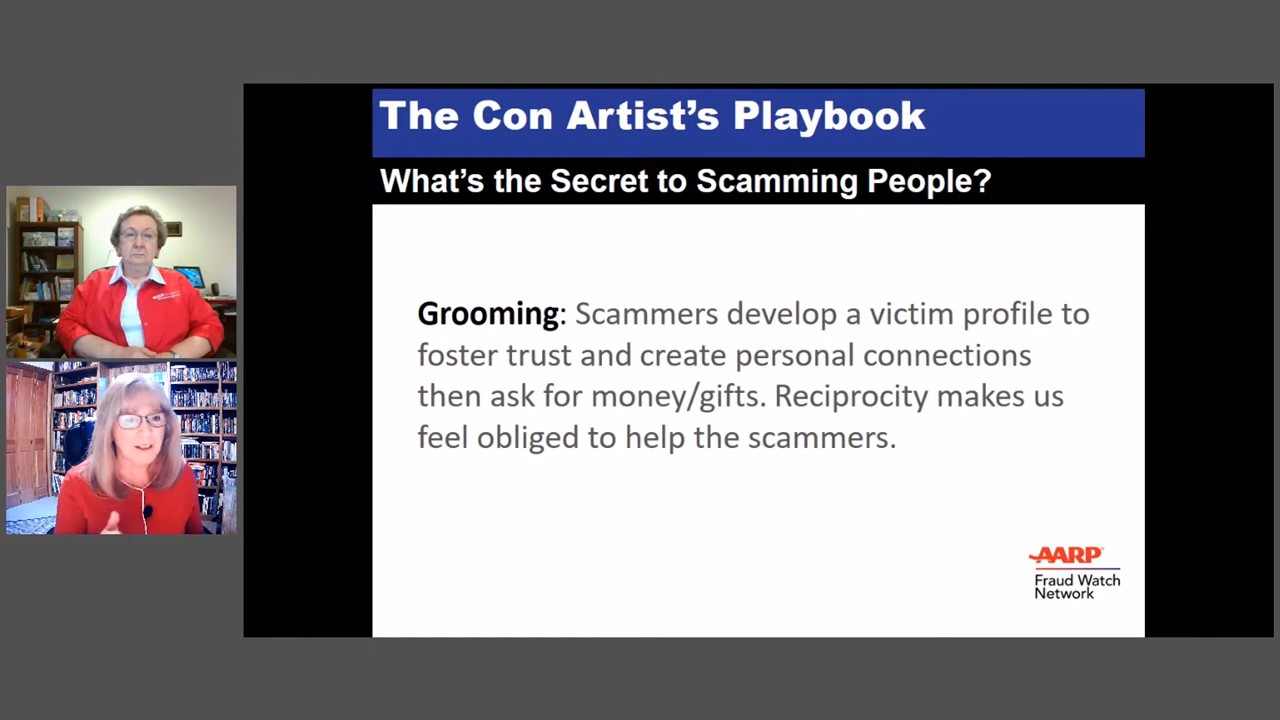 The Con Artist's Playbook
What's the Secret to Scamming People?
Grooming: Scammers develop a victim profile to
foster trust and create personal connections
then ask for money/gifts. Reciprocity makes us
feel obliged to help the scammers.
AARP®
Fraud Watch
Network